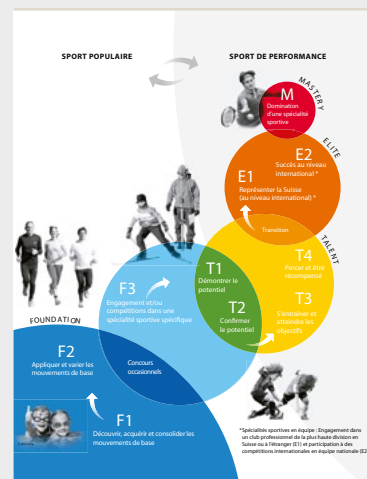 SPORT POPULAIRE
SPORT DE PERFORMANCE
MASTERY
M
Domination
d'une spécialité
sportive
ELITE
E2
Succès au niveau
international *
E1
Représenter la Suisse
(au niveau international) *
Transition
TALENT
T4
Percer et être
récompensé
T1
Démontrer le
potentiel
T3
S'entraîner et
atteindre les
objectifs
T2
Confirmer
le potentiel
F3
Engagement et/ou
compétitions dans une
spécialité sportive spécifique
FOUNDATION
F2
Appliquer et varier les
mouvements de base
Concours
occasionnels
F1
Découvrir, acquérir et consolider les
mouvements de base
*Spécialités sportives en équipe : Engagement dans
un club professionnel de la plus haute division en
Suisse ou à l'étranger (E1) et participation à des
compétitions internationales en équipe nationale (E2)